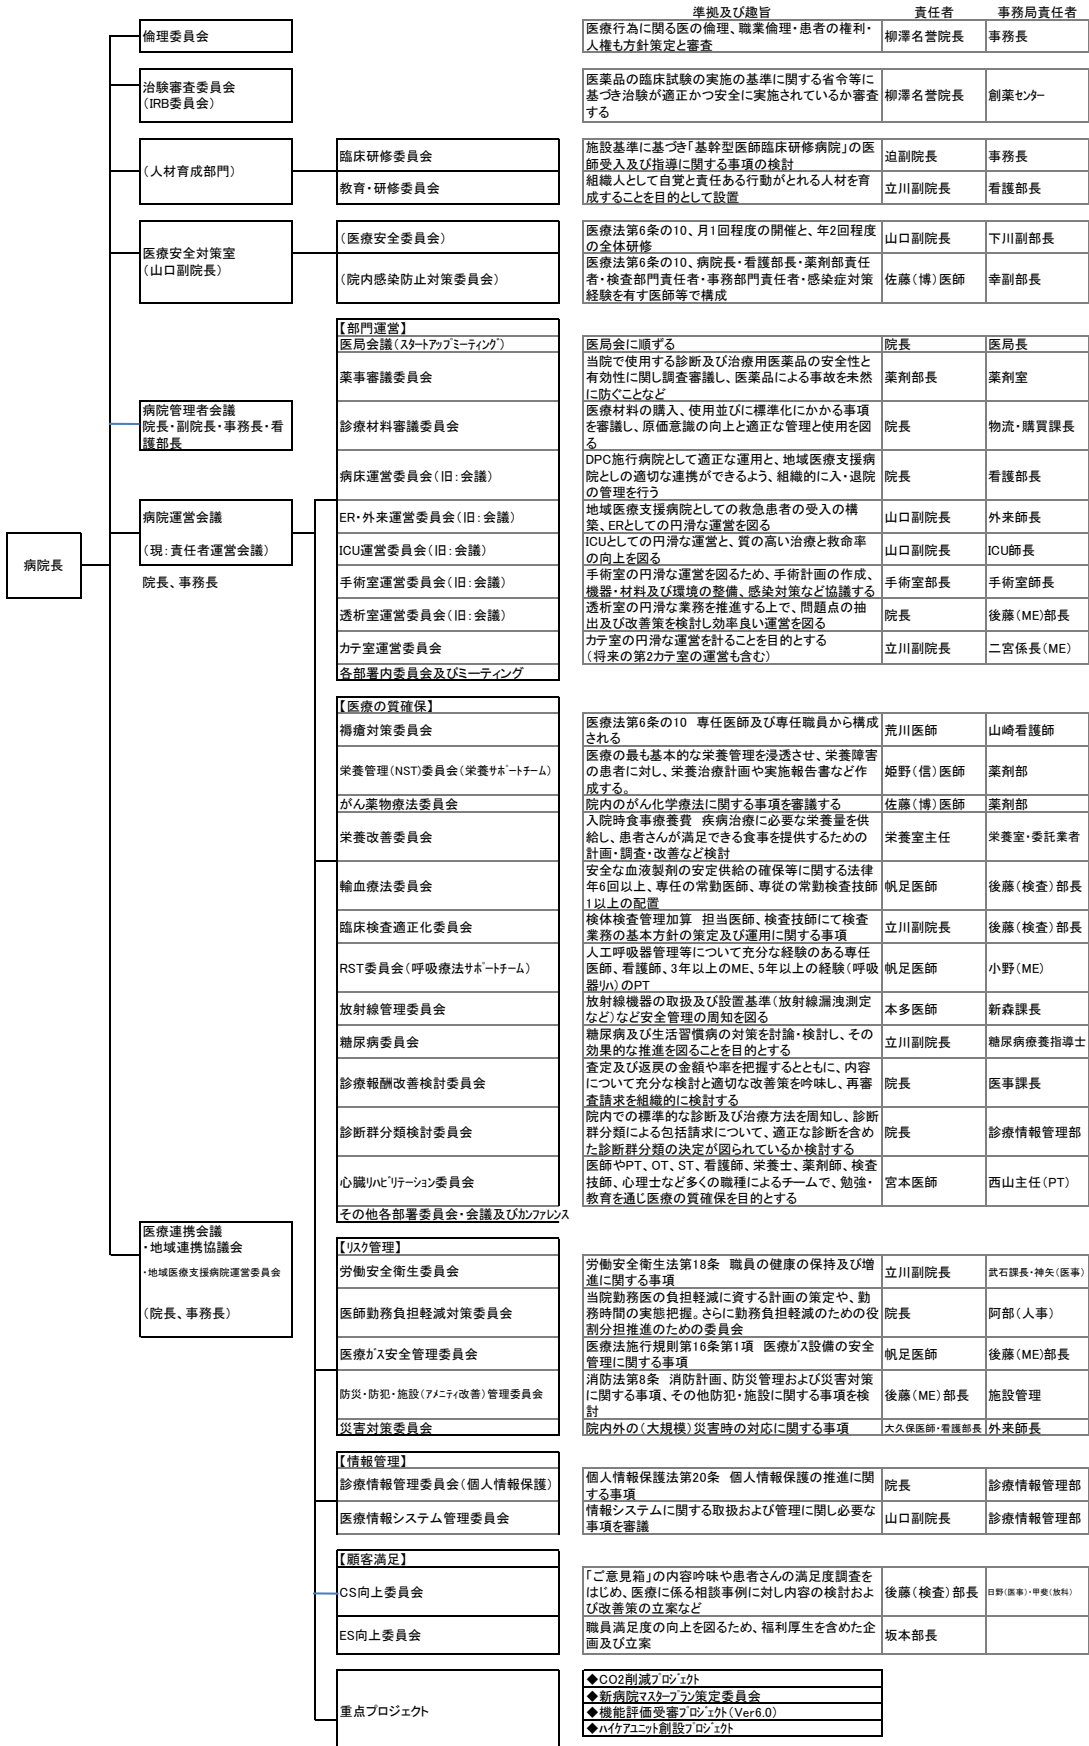 準拠及び趣旨　責任者　事務局責任者
倫理委員会
医療行為に関る医の倫理、職業倫理・患者の権利・
人権も方針策定と審査
柳澤名誉院長
事務長
治験審査委員会
（IRB委員会）
医薬品の臨床試験の実施の基準に関する省令等に
基づき治験が適正かつ安全に実施されているか審査
する
柳澤名誉院長
創薬ｾﾝﾀｰ
（人材育成部門）
臨床研修委員会
施設基準に基づき「基幹型医師臨床研修病院」の医
師受入及び指導に関する事項の検討
迫副院長
事務長
教育・研修委員会
組織人として自覚と責任ある行動がとれる人材を育
成することを目的として設置
立川副院長
看護部長
医療安全対策室
（山口副院長）
（医療安全委員会）
医療法第6条の10、月1回程度の開催と、年2回程度
の全体研修
山口副院長
下川副部長
（院内感染防止対策委員会）
医療法第6条の10、病院長・看護部長・薬剤部責任
者・検査部門責任者・事務部門責任者・感染症対策
経験を有す医師等で構成
佐藤（博）医師
幸副部長
【部門運営】
医局会議（ｽﾀｰﾄｱｯﾌﾟﾐｰﾃｨﾝｸﾞ）
医局会に順ずる
院長
医局長
薬事審議委員会
当院で使用する診断及び治療用医薬品の安全性と
有効性に関し調査審議し、医薬品による事故を未然
に防ぐことなど
薬剤部長
薬剤室
病院管理者会議
院長・副院長・事務長・看
護部長
診療材料審議委員会
医療材料の購入、使用並びに標準化にかかる事項
を審議し、原価意識の向上と適正な管理と使用を図
る
院長
物流・購買課長
病床運営委員会（旧：会議）
DPC施行病院として適正な運用と、地域医療支援病
院としの適切な連携ができるよう、組織的に入・退院
の管理を行う
院長
看護部長
病院運営会議
（現：責任者運営会議）
院長、事務長
ER・外来運営委員会（旧：会議）
地域医療支援病院としての救急患者の受入の構
築、ERとしての円滑な運営を図る
山口副院長
外来師長
病院長
ICU運営委員会（旧：会議）
ICUとしての円滑な運営と、質の高い治療と救命率
の向上を図る
山口副院長
ICU師長
手術室運営委員会（旧：会議）
手術室の円滑な運営を図るため、手術計画の作成、
機器・材料及び環境の整備、感染対策など協議する
手術室部長
手術室師長
透析室運営委員会（旧：会議）
透析室の円滑な業務を推進する上で、問題点の抽
出及び改善策を検討し効率良い運営を図る
院長
後藤（ME）部長
カテ室運営委員会
カテ室の円滑な運営を計ることを目的とする
（将来の第2カテ室の運営も含む）
立川副院長
二宮係長（ME）
各部署内委員会及びミーティング
【医療の質確保】
褥瘡対策委員会
医療法第6条の10　専任医師及び専任職員から構成
される
荒川医師
山崎看護師
栄養管理（NST）委員会（栄養ｻﾎﾟｰﾄﾁｰﾑ）
医療の最も基本的な栄養管理を浸透させ、栄養障害
の患者に対し、栄養治療計画や実施報告書など作
成する。
姫野（信）医師
薬剤部
がん薬物療法委員会
院内のがん化学療法に関する事項を審議する
佐藤（博）医師
薬剤部
栄養改善委員会
入院時食事療養費　疾病治療に必要な栄養量を供
給し、患者さんが満足できる食事を提供するための
計画・調査・改善など検討
栄養室主任
栄養室・委託業者
輸血療法委員会
安全な血液製剤の安定供給の確保等に関する法律
年6回以上、専任の常勤医師、専従の常勤検査技師
1以上の配置
帆足医師
後藤（検査）部長
臨床検査適正化委員会
検体検査管理加算　担当医師、検査技師にて検査
業務の基本方針の策定及び運用に関する事項
立川副院長
後藤（検査）部長
RST委員会（呼吸療法ｻﾎﾟｰﾄﾁｰﾑ）
人工呼吸器管理等について充分な経験のある専任
医師、看護師、3年以上のME、5年以上の経験（呼吸
器ﾘﾊ）のPT
帆足医師
小野（ME）
放射線管理委員会
放射線機器の取扱及び設置基準（放射線漏洩測定
など）など安全管理の周知を図る
本多医師
新森課長
糖尿病委員会
糖尿病及び生活習慣病の対策を討論・検討し、その
効果的な推進を図ることを目的とする
立川副院長
糖尿病療養指導士
診療報酬改善検討委員会
査定及び返戻の金額や率を把握するとともに、内容
について充分な検討と適切な改善策を吟味し、再審
査請求を組織的に検討する
院長
医事課長
診断群分類検討委員会
院内での標準的な診断及び治療方法を周知し、診断
群分類による包括請求について、適正な診断を含め
た診断群分類の決定が図られているか検討する
院長
診療情報管理部
心臓ﾘﾊﾋﾞﾘﾃｰｼｮﾝ委員会
医師やPT、OT、ST、看護師、栄養士、薬剤師、検査
技師、心理士など多くの職種によるチームで、勉強・
教育を通じ医療の質確保を目的とする
宮本医師
西山主任（PT）
その他各部署委員会・会議及びｶﾝﾌｧﾚﾝｽ
医療連携会議
・地域連携協議会
・地域医療支援病院運営委員会
（院長、事務長）
【ﾘｽｸ管理】
労働安全衛生委員会
労働安全衛生法第18条　職員の健康の保持及び増
進に関する事項
立川副院長
武石課長・神矢（医事）
医師勤務負担軽減対策委員会
当院勤務医の負担軽減に資する計画の策定や、勤
務時間の実態把握。さらに勤務負担軽減のための役
割分担推進のための委員会
院長
阿部（人事）
医療ｶﾞｽ安全管理委員会
医療法施行規則第16条第1項　医療ｶﾞｽ設備の安全
管理に関する事項
帆足医師
後藤（ME)部長
防災・防犯・施設（ｱﾒﾆﾃｨ改善）管理委員会
消防法第8条　消防計画、防災管理および災害対策
に関する事項、その他防犯・施設に関する事項を検
討
後藤（ME）部長
施設管理
災害対策委員会
院内外の（大規模）災害時の対応に関する事項
大久保医師・看護部長
外来師長
【情報管理】
診療情報管理委員会（個人情報保護）
個人情報保護法第20条　個人情報保護の推進に関
する事項
院長
診療情報管理部
医療情報システム管理委員会
情報システムに関する取扱および管理に関し必要な
事項を審議
山口副院長
診療情報管理部
【顧客満足】
CS向上委員会
「ご意見箱」の内容吟味や患者さんの満足度調査を
はじめ、医療に係る相談事例に対し内容の検討およ
び改善策の立案など
後藤（検査）部長
日野（医事）・甲斐（放科）
ES向上委員会
職員満足度の向上を図るため、福利厚生を含めた企
画及び立案
坂本部長
重点プロジェクト
◆CO2削減ﾌﾟﾛｼﾞｪｸﾄ
◆新病院ﾏｽﾀｰﾌﾟﾗﾝ策定委員会
◆機能評価受審ﾌﾟﾛｼﾞｪｸﾄ（Ver6.0）
◆ﾊｲｹｱﾕﾆｯﾄ創設ﾌﾟﾛｼﾞｪｸﾄ